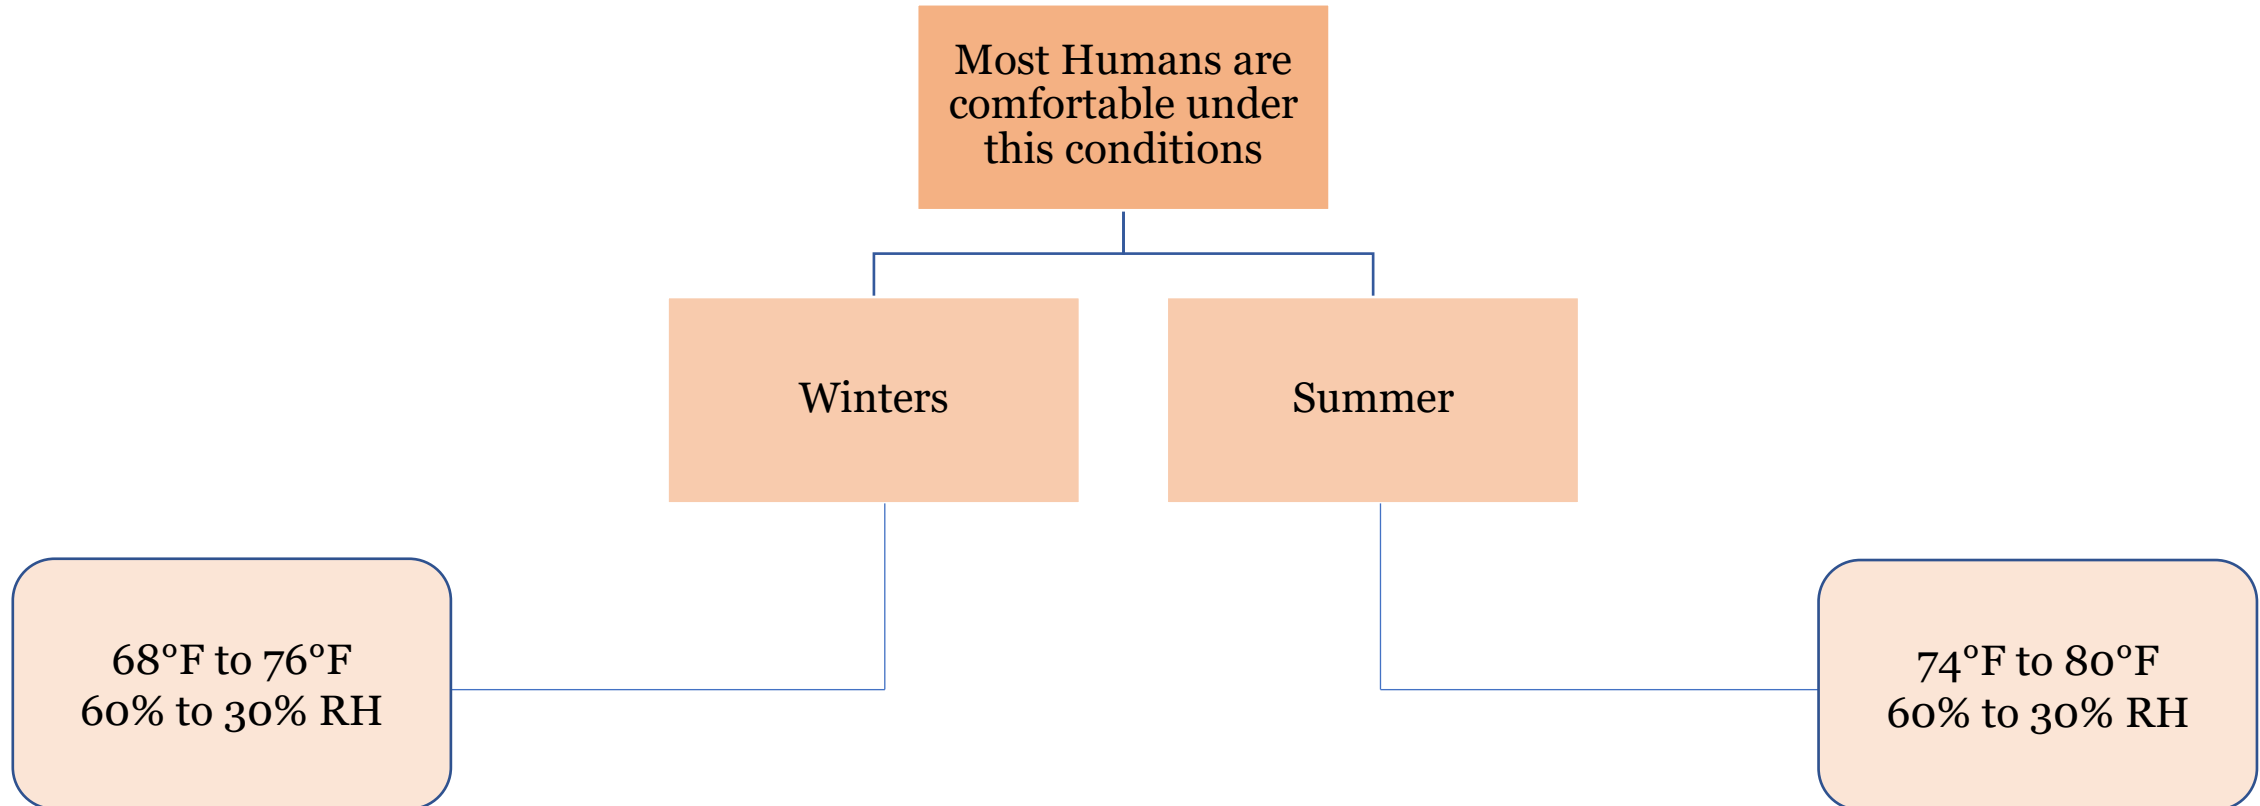 Most Humans are
comfortable under
this conditions
Winters
Summer
68°F to 76°F
60% to 30% RH
74°F to 80°F
60% to 30% RH